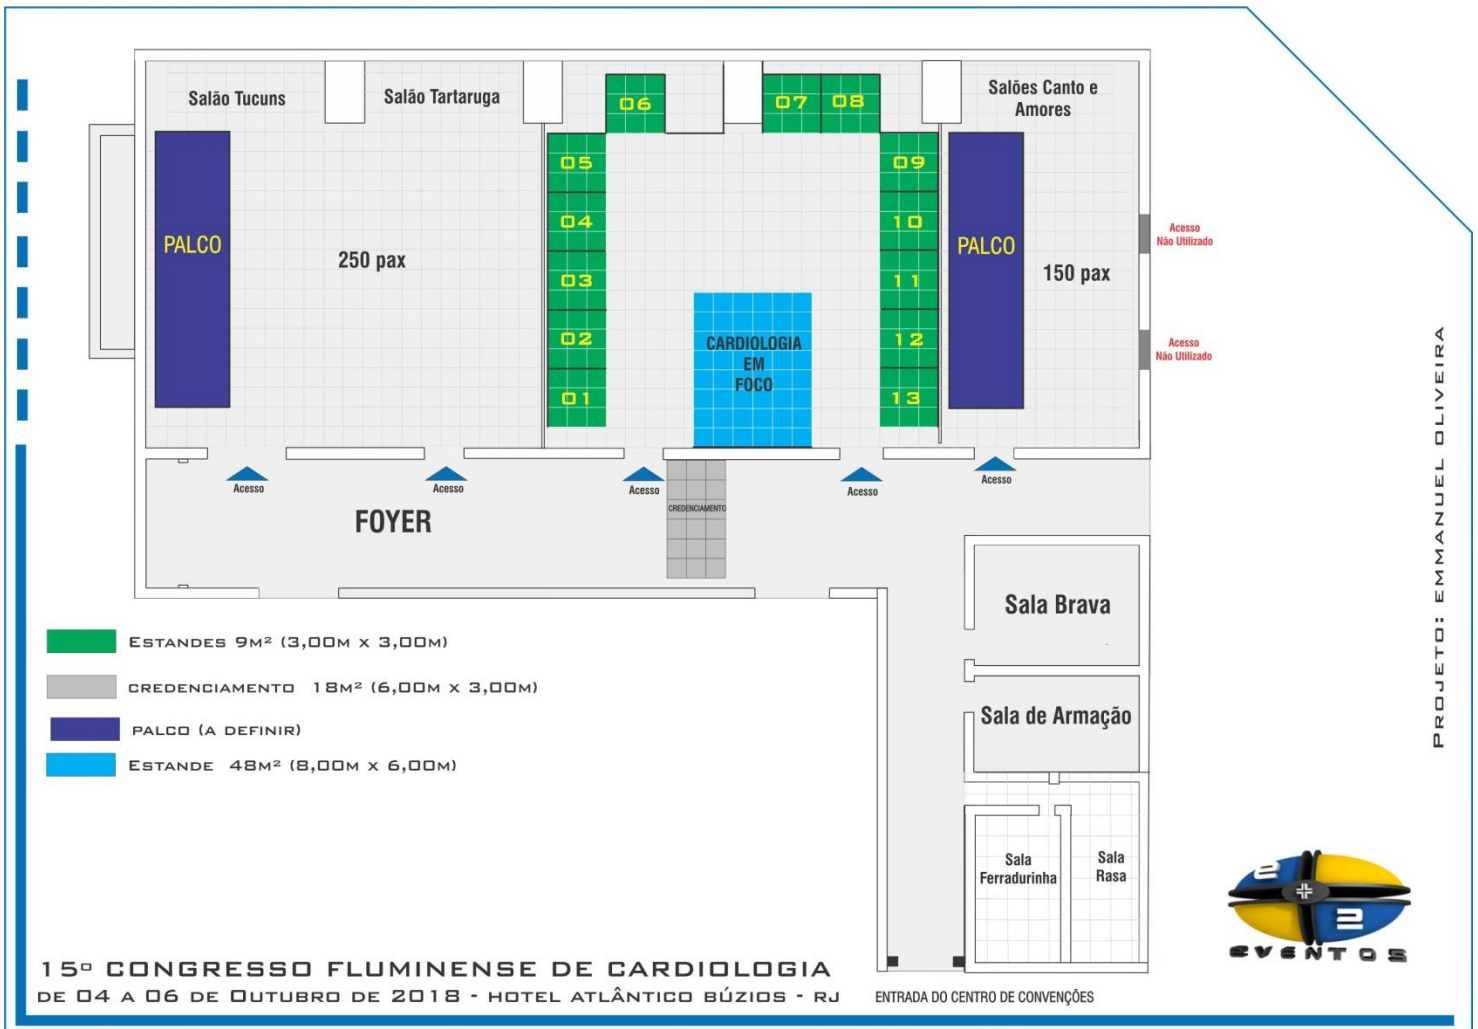 Salão Tucuns
Salão Tartaruga
06
07
08
Salões Canto e
Amores
05
04
03
02
01
09
10
11
12
13
PALCO
250 pax
PALCO
150 pax
Acesso
Não Utilizado
Acesso
Não Utilizado
CARDIOLOGIA
EM
FOCO
Acesso
Acesso
Acesso
Acesso
Acesso
FOYER
CREDENCIAMENTO
Sala Brava
Sala de Armação
Sala
Ferradurinha
Sala
Rasa
ESTANDES 9M² (3,00M X 3,00M)
CREDENCIAMENTO 18M² (6,00M X 3,00M)
PALCO (A DEFINIR)
ESTANDE 48M² (8,00M X 6,00M)
PROJETO: EMMANUEL OLIVEIRA
e
2
EVENTOS
15º CONGRESSO FLUMINENSE DE CARDIOLOGIA
DE 04 A 06 DE OUTUBRO DE 2018 - HOTEL ATLÂNTICO BÚZIOS - RJ
ENTRADA DO CENTRO DE CONVENÇÕES